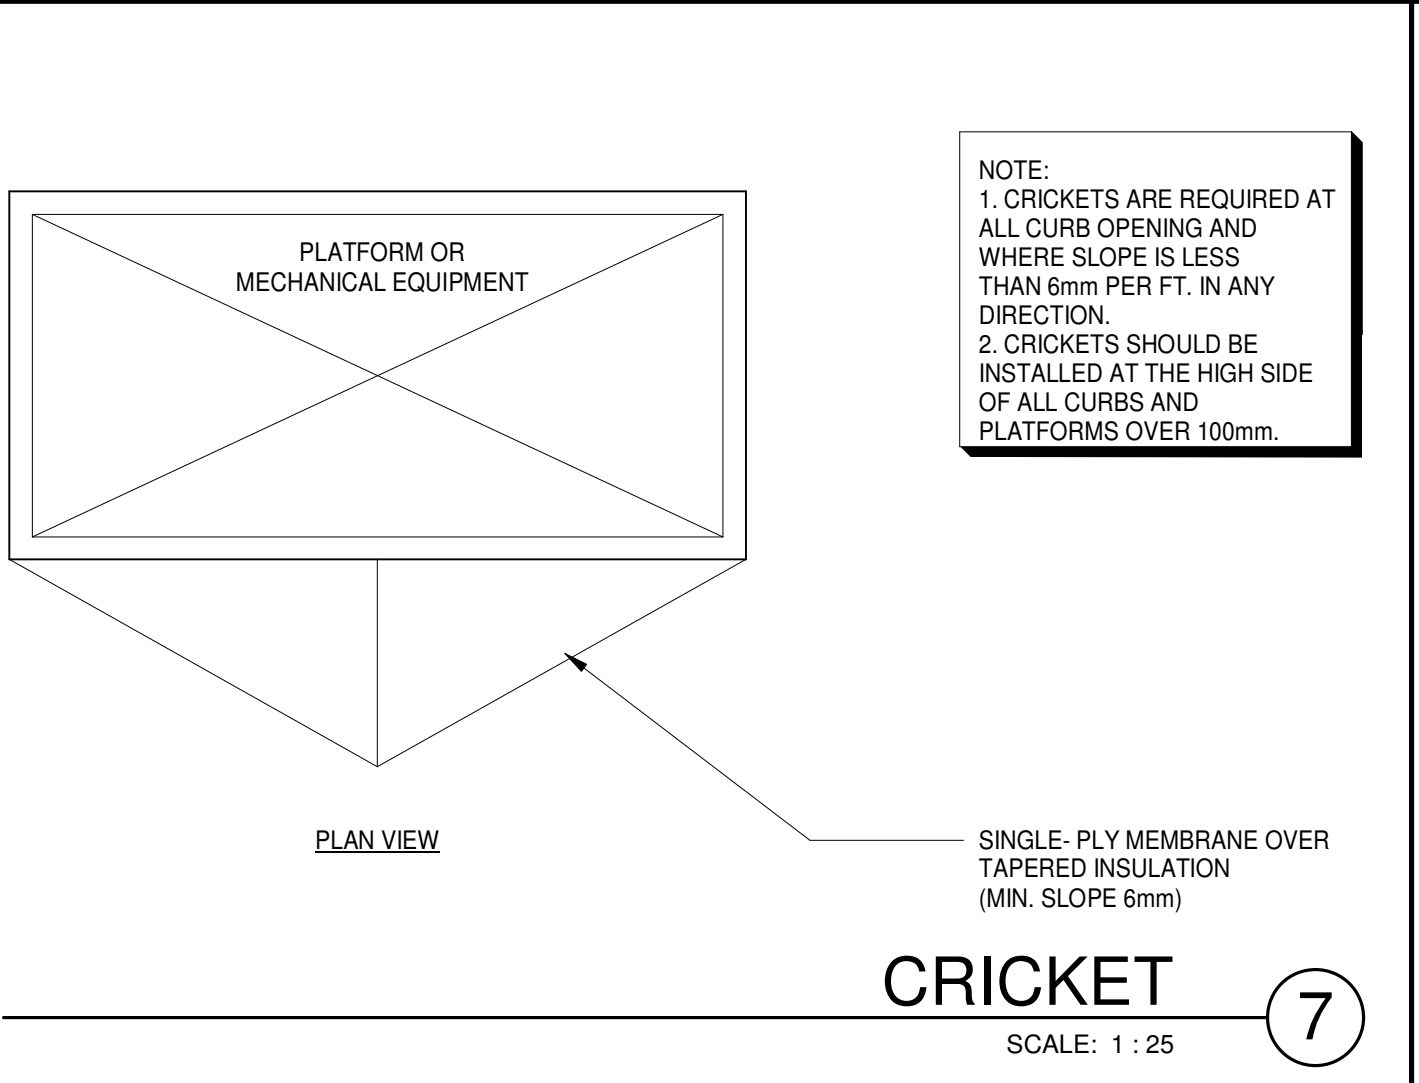 PLATFORM OR
MECHANICAL EQUIPMENT
NOTE:
1. CRICKETS ARE REQUIRED AT
ALL CURB OPENING AND
WHERE SLOPE IS LESS
THAN 6mm PER FT. IN ANY
DIRECTION.
2. CRICKETS SHOULD BE
INSTALLED AT THE HIGH SIDE
OF ALL CURBS AND
PLATFORMS OVER 100mm.
PLAN VIEW
SINGLE- PLY MEMBRANE OVER
TAPERED INSULATION
(MIN. SLOPE 6mm)
CRICKET
7
SCALE: 1 : 25